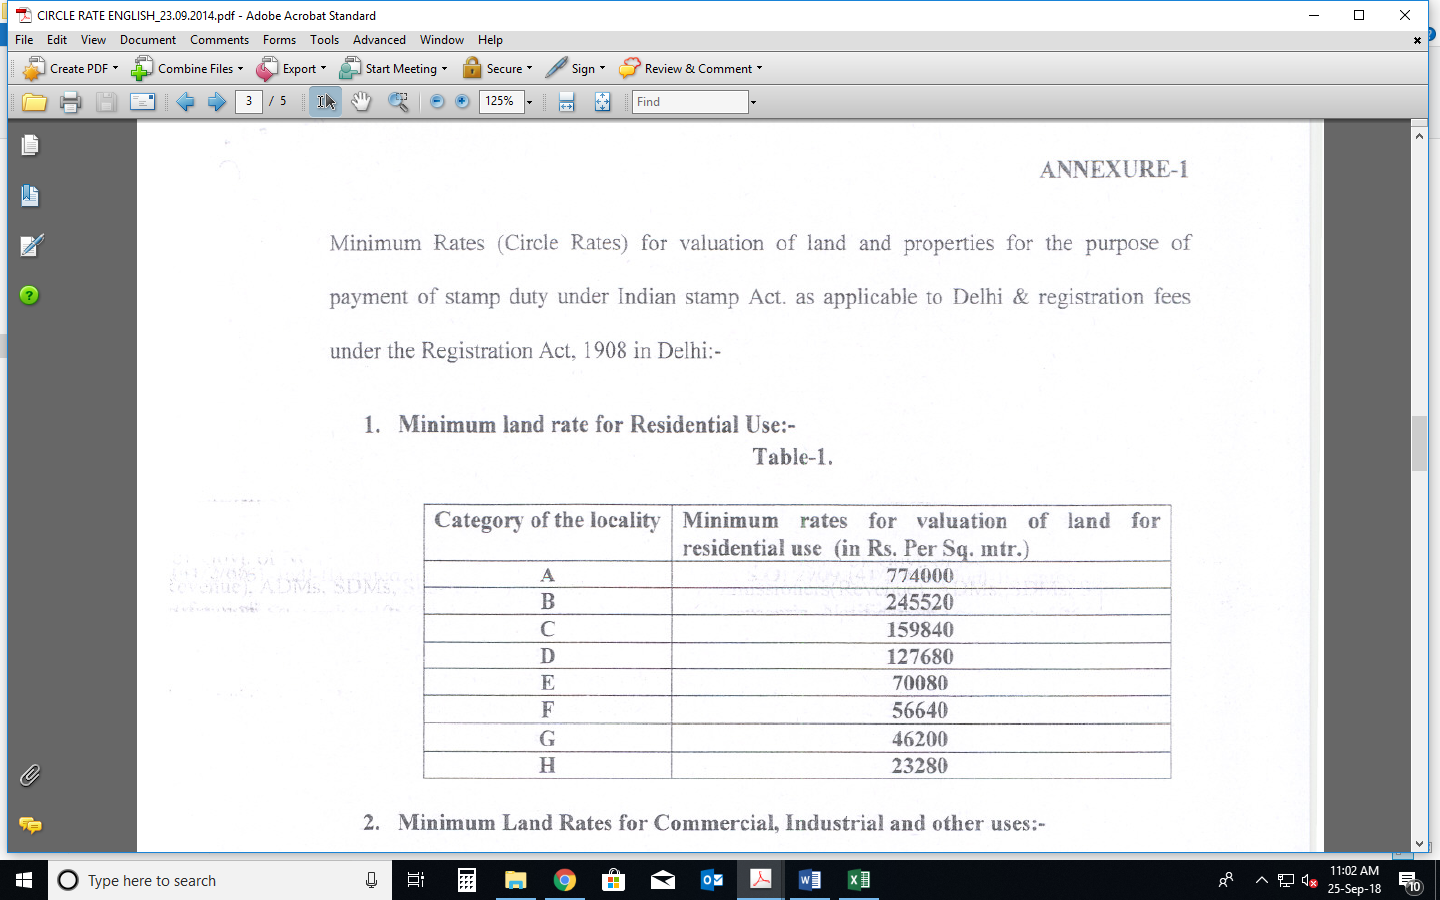 CIRCLE RATE ENGLISH_23.09.2014.pdf - Adobe Acrobat Standard
File Edit View Document Comments Forms Tools Advanced Window Help
Create PDF Combine Files Export Start Meeting Secure Sign Review & Comment
3 / 5 125% Find
ANNEXURE-1
Minimum Rates (Circle Rates) for valuation of land and properties for the purpose of
payment of stamp duty under Indian stamp Act. as applicable to Delhi & registration fees
under the Registration Act, 1908 in Delhi:-
1. Minimum land rate for Residential Use:-
Table-1.
Category of the locality Minimum rates for valuation of land for
residential use (in Rs. Per Sq. mtr.)
A 774000
B 245520
C 159840
D 127680
E 70080
F 56640
G 46200
H 23280
2. Minimum Land Rates for Commercial, Industrial and other uses:-
Type here to search
11:02 AM
25-Sep-18
10